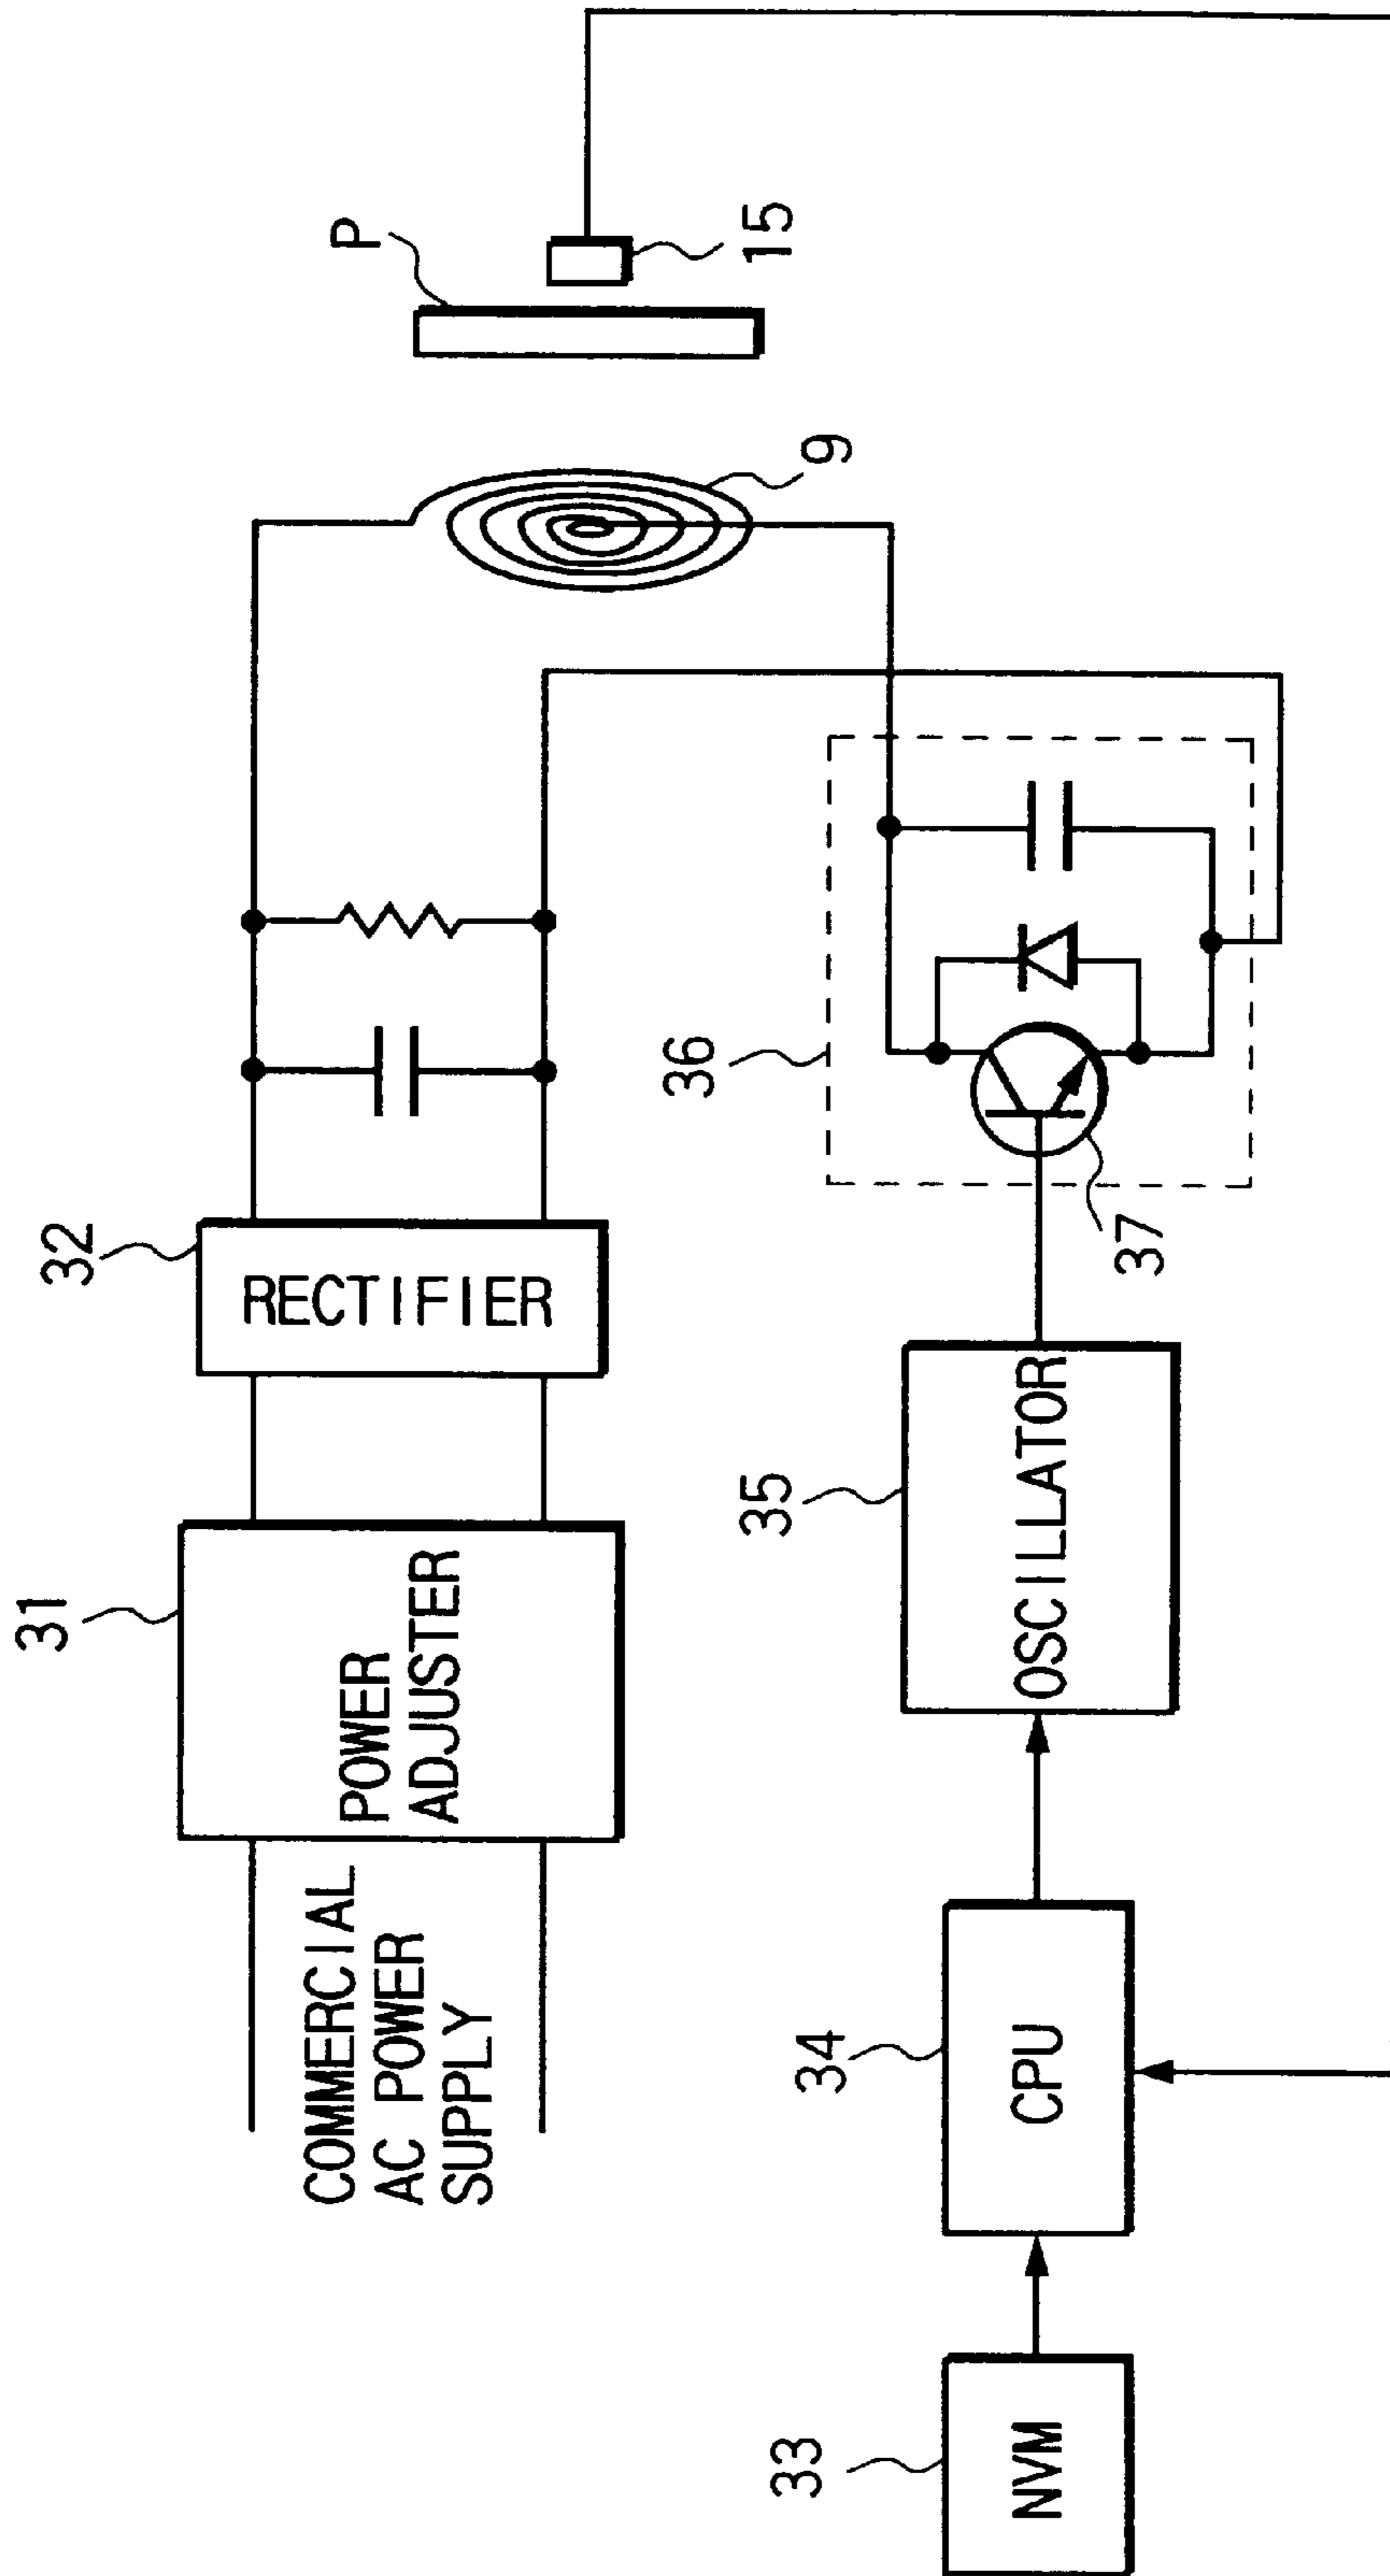 31
32
P
COMMERCIAL
AC POWER
SUPPLY
POWER
ADJUSTER
RECTIFIER
9
15
33
34
35
36
NVM
CPU
OSCILLATOR
37